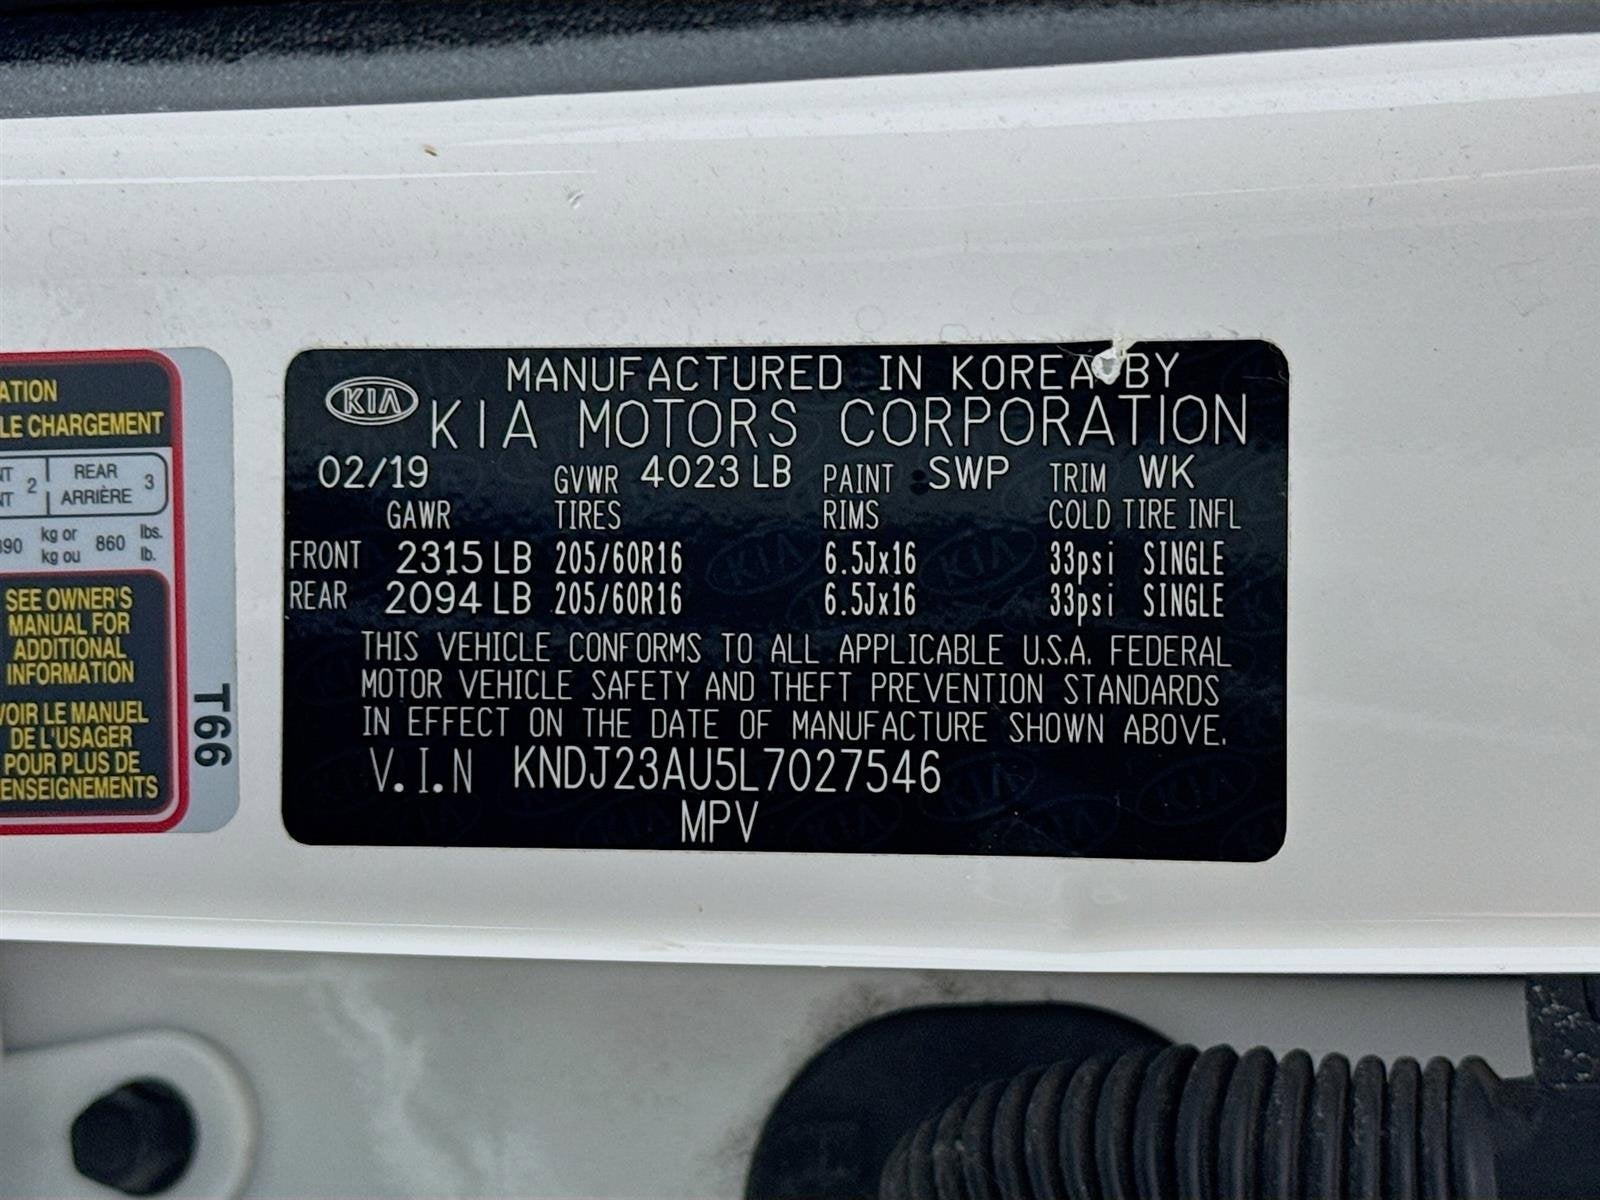 ATION
LE CHARGEMENT
NT 2 REAR 3
NT ARRIÈRE
390 kg or 860 lbs.
kg ou lb.
SEE OWNER'S
MANUAL FOR
ADDITIONAL
INFORMATION
VOIR LE MANUEL
DE L'USAGER
POUR PLUS DE
ENSEIGNEMENTS
T66
MANUFACTURED IN KOREA BY
KIA KIA MOTORS CORPORATION
02/19 GVWR 4023 LB PAINT SWP TRIM WK
GAWR TIRES RIMS COLD TIRE INFL
FRONT 2315 LB 205/60R16 6.5Jx16 33psi SINGLE
REAR 2094 LB 205/60R16 6.5Jx16 33psi SINGLE
THIS VEHICLE CONFORMS TO ALL APPLICABLE U.S.A. FEDERAL
MOTOR VEHICLE SAFETY AND THEFT PREVENTION STANDARDS
IN EFFECT ON THE DATE OF MANUFACTURE SHOWN ABOVE.
V.I.N KNDJ23AU5L7027546
MPV